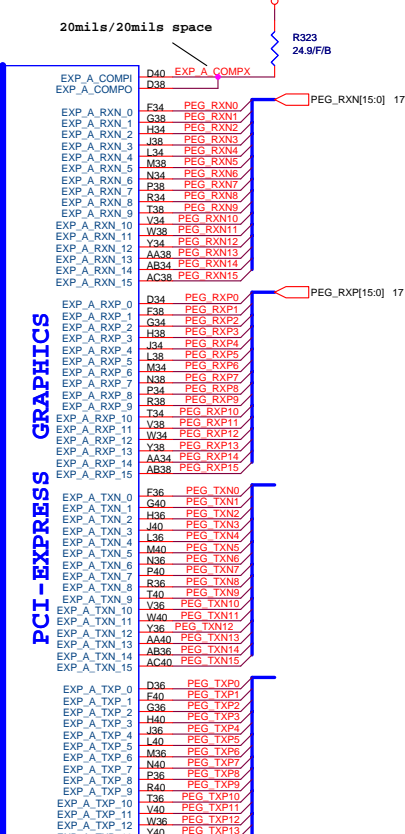 20mils/20mils space
R323
24.9/F/B
EXP_A_COMPI D40 EXP_A_COMPX
EXP_A_COMPO D38
EXP_A_RXN_0 F34 PEG_RXN0
PEG_RXN[15:0] 17
EXP_A_RXN_1 G38 PEG_RXN1
EXP_A_RXN_2 H34 PEG_RXN2
EXP_A_RXN_3 J38 PEG_RXN3
EXP_A_RXN_4 L34 PEG_RXN4
EXP_A_RXN_5 M38 PEG_RXN5
EXP_A_RXN_6 N34 PEG_RXN6
EXP_A_RXN_7 P38 PEG_RXN7
EXP_A_RXN_8 R34 PEG_RXN8
EXP_A_RXN_9 T38 PEG_RXN9
EXP_A_RXN_10 V34 PEG_RXN10
EXP_A_RXN_11 W38 PEG_RXN11
EXP_A_RXN_12 Y34 PEG_RXN12
EXP_A_RXN_13 AA38 PEG_RXN13
EXP_A_RXN_14 AB34 PEG_RXN14
EXP_A_RXN_15 AC38 PEG_RXN15
EXP_A_RXP_0 D34 PEG_RXP0
PEG_RXP[15:0] 17
EXP_A_RXP_1 F38 PEG_RXP1
EXP_A_RXP_2 G34 PEG_RXP2
EXP_A_RXP_3 H38 PEG_RXP3
EXP_A_RXP_4 J34 PEG_RXP4
EXP_A_RXP_5 L38 PEG_RXP5
EXP_A_RXP_6 M34 PEG_RXP6
EXP_A_RXP_7 N38 PEG_RXP7
EXP_A_RXP_8 P34 PEG_RXP8
EXP_A_RXP_9 R38 PEG_RXP9
EXP_A_RXP_10 T34 PEG_RXP10
EXP_A_RXP_11 V38 PEG_RXP11
EXP_A_RXP_12 W34 PEG_RXP12
EXP_A_RXP_13 Y38 PEG_RXP13
EXP_A_RXP_14 AA34 PEG_RXP14
EXP_A_RXP_15 AB38 PEG_RXP15
PCI-EXPRESS GRAPHICS
EXP_A_TXN_0 F36 PEG_TXN0
EXP_A_TXN_1 G40 PEG_TXN1
EXP_A_TXN_2 H36 PEG_TXN2
EXP_A_TXN_3 J40 PEG_TXN3
EXP_A_TXN_4 L36 PEG_TXN4
EXP_A_TXN_5 M40 PEG_TXN5
EXP_A_TXN_6 N36 PEG_TXN6
EXP_A_TXN_7 P40 PEG_TXN7
EXP_A_TXN_8 R36 PEG_TXN8
EXP_A_TXN_9 T40 PEG_TXN9
EXP_A_TXN_10 V36 PEG_TXN10
EXP_A_TXN_11 W40 PEG_TXN11
EXP_A_TXN_12 Y36 PEG_TXN12
EXP_A_TXN_13 AA40 PEG_TXN13
EXP_A_TXN_14 AB36 PEG_TXN14
EXP_A_TXN_15 AC40 PEG_TXN15
EXP_A_TXP_0 D36 PEG_TXP0
EXP_A_TXP_1 F40 PEG_TXP1
EXP_A_TXP_2 G36 PEG_TXP2
EXP_A_TXP_3 H40 PEG_TXP3
EXP_A_TXP_4 J36 PEG_TXP4
EXP_A_TXP_5 L40 PEG_TXP5
EXP_A_TXP_6 M36 PEG_TXP6
EXP_A_TXP_7 N40 PEG_TXP7
EXP_A_TXP_8 P36 PEG_TXP8
EXP_A_TXP_9 R40 PEG_TXP9
EXP_A_TXP_10 T36 PEG_TXP10
EXP_A_TXP_11 V40 PEG_TXP11
EXP_A_TXP_12 W36 PEG_TXP12
Y40 PEG_TXP13